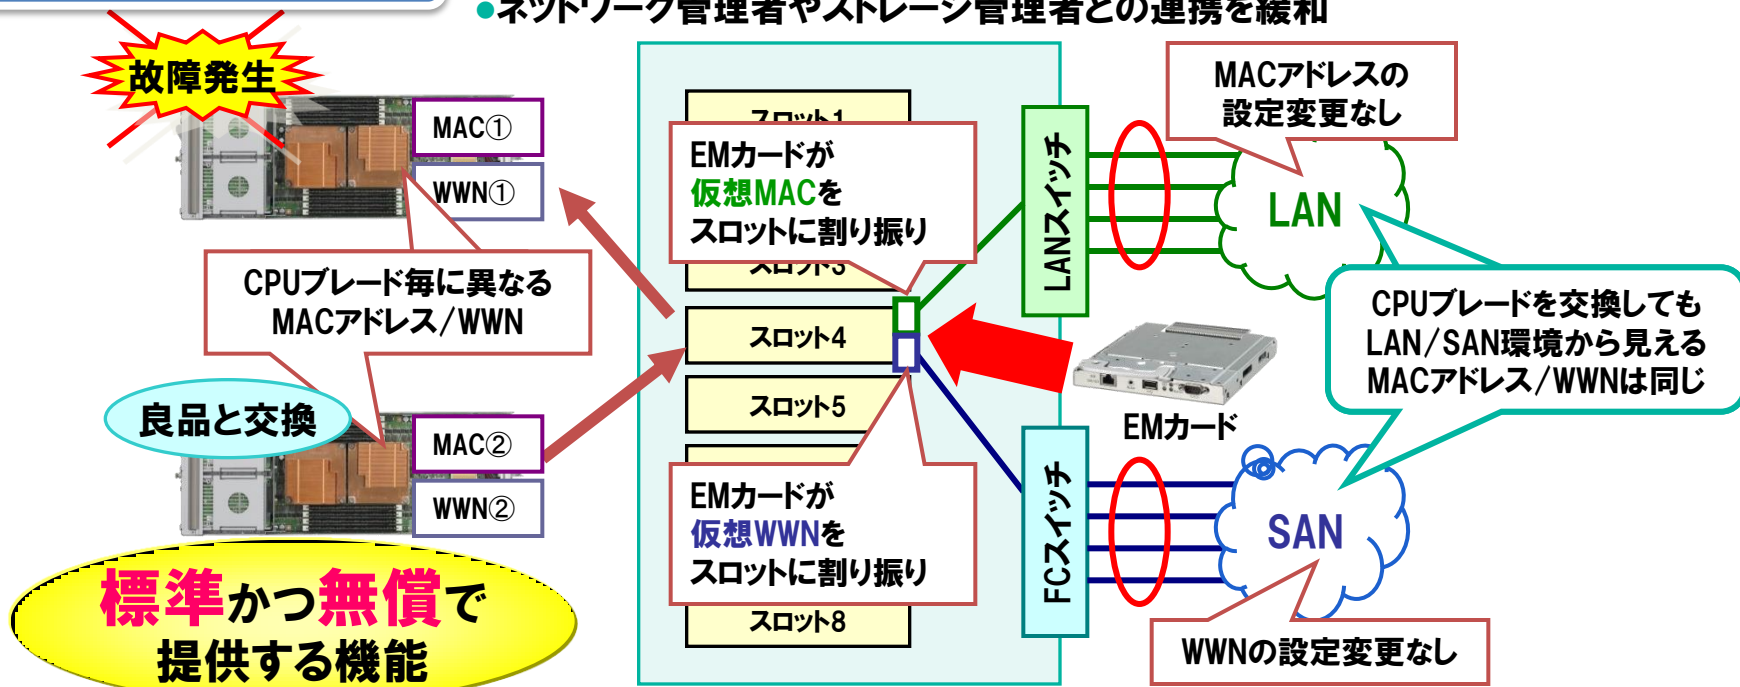 ●ネットワーク管理者やストレージ管理者との連携を緩和
故障発生
MAC①
WWN①
CPUブレード毎に異なる
MACアドレス/WWN
良品と交換
MAC②
WWN②
標準かつ無償で
提供する機能
スロット1
EMカードが
仮想MACを
スロットに割り振り
スロット3
スロット4
スロット5
EMカードが
仮想WWNを
スロットに割り振り
スロット8
LANスイッチ
FCスイッチ
EMカード
MACアドレスの
設定変更なし
LAN
CPUブレードを交換しても
LAN/SAN環境から見える
MACアドレス/WWNは同じ
SAN
WWNの設定変更なし